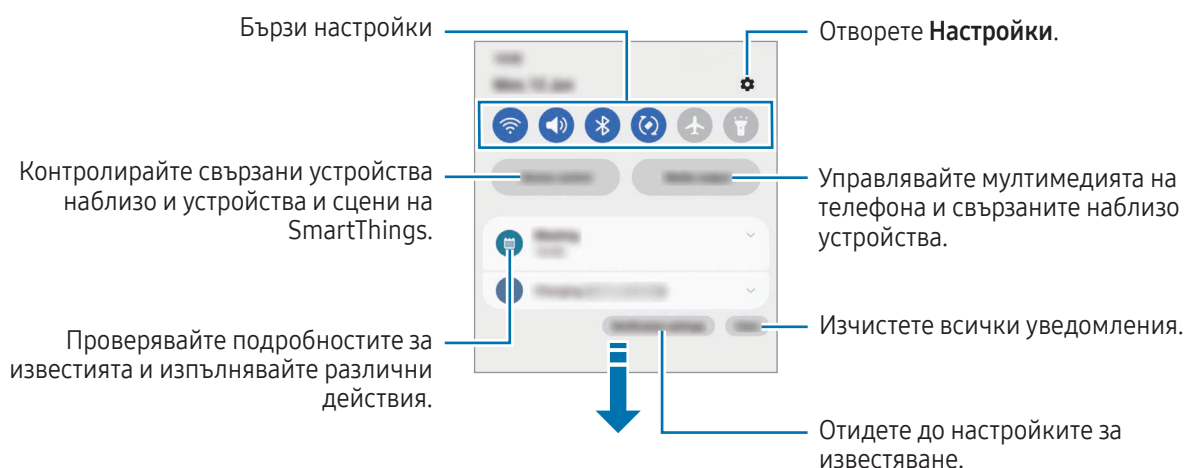 Бързи настройки
Отворете Настройки.
Контролирайте свързани устройства
наблизо и устройства и сцени на
SmartThings.
Управлявайте мултимедията на
телефона и свързаните наблизо
устройства.
Проверявайте подробностите за
известията и изпълнявайте различни
действия.
Изчистете всички уведомления.
Отидете до настройките за
известяване.